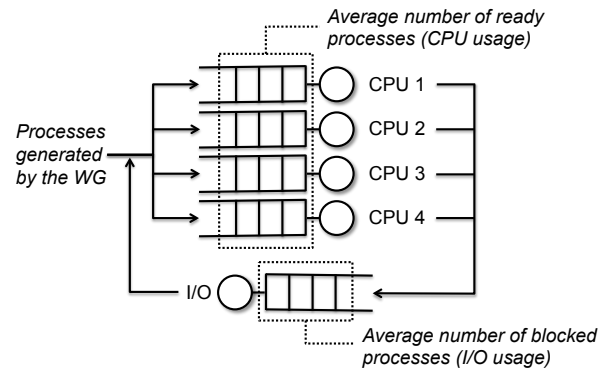 Average number of ready
processes (CPU usage)
CPU 1
Processes
generated
by the WG
CPU 2
CPU 3
CPU 4
I/O
Average number of blocked
processes (I/O usage)